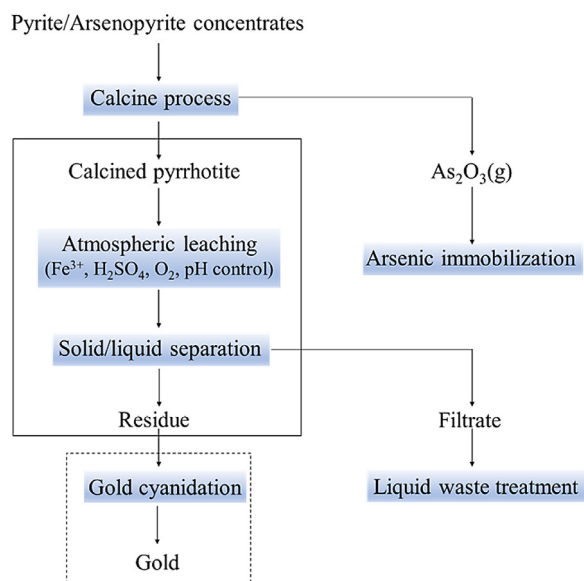 Pyrite/Arsenopyrite concentrates
Calcine process
Calcined pyrrhotite
As₂O₃(g)
Atmospheric leaching
(Fe³⁺, H₂SO₄, O₂, pH control)
Arsenic immobilization
Solid/liquid separation
Residue
Filtrate
Gold cyanidation
Liquid waste treatment
Gold